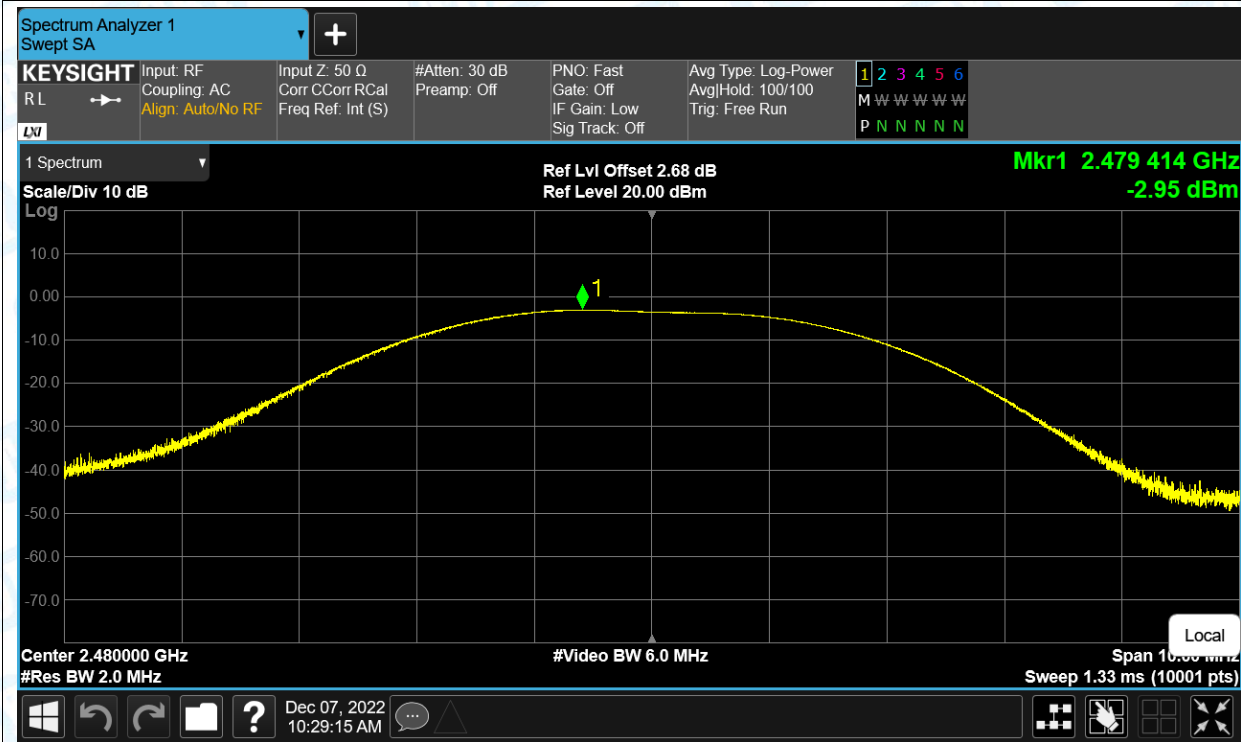 Spectrum Analyzer 1
Swept SA
KEYSIGHT
R L
LXI
Input: RF
Coupling: AC
Align: Auto/No RF
Input Z: 50 Ω
Corr CCorr RCal
Freq Ref: Int (S)
#Atten: 30 dB
Preamp: Off
PNO: Fast
Gate: Off
IF Gain: Low
Sig Track: Off
Avg Type: Log-Power
Avg|Hold: 100/100
Trig: Free Run
1 2 3 4 5 6
M W W W W W
P N N N N N
1 Spectrum
Scale/Div 10 dB
Log
Ref Lvl Offset 2.68 dB
Ref Level 20.00 dBm
Mkr1 2.479 414 GHz
-2.95 dBm
10.0
0.00
-10.0
-20.0
-30.0
-40.0
-50.0
-60.0
-70.0
1
Local
Center 2.480000 GHz
#Res BW 2.0 MHz
#Video BW 6.0 MHz
Span 10.00 MHz
Sweep 1.33 ms (10001 pts)
?
Dec 07, 2022
10:29:15 AM